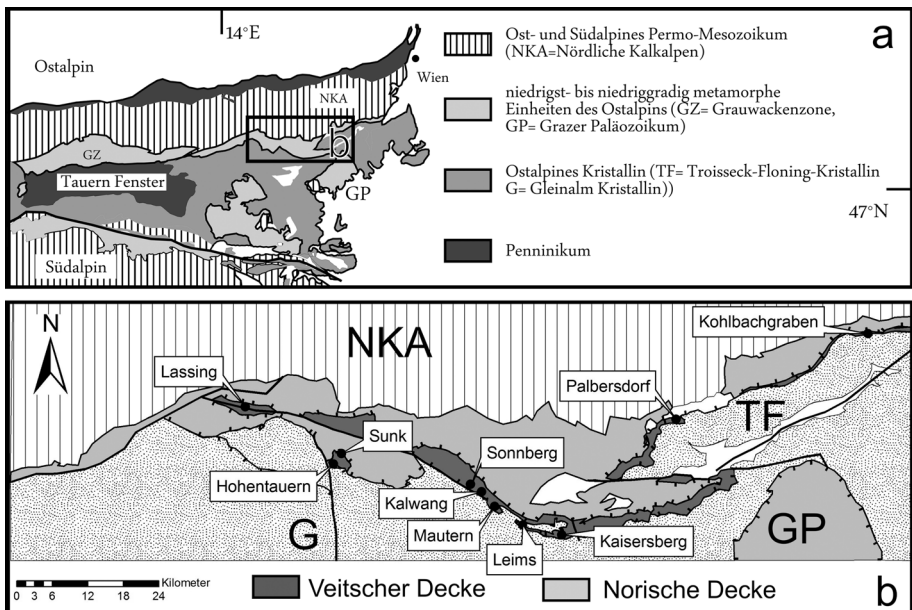 14°E
a
Ostalpin
Wien
NKA
GZ
b
Tauern Fenster
GP
Südalpin
Ost- und Südalpines Permo-Mesozoikum
(NKA=Nördliche Kalkalpen)
niedrigst- bis niedriggradig metamorphe
Einheiten des Ostalpins (GZ= Grauwackenzone,
GP= Grazer Paläozoikum)
Ostalpines Kristallin (TF= Troisseck-Floning-Kristallin
G= Gleinalm Kristallin))
47°N
Penninikum
N
NKA
Kohlbachgraben
Lassing
Palbersdorf
TF
Sunk
Sonnberg
Hohentauern
Kalwang
G
Mautern
Leims
Kaisersberg
GP
Kilometer
0 3 6 12 18 24
Veitscher Decke
Norische Decke
b